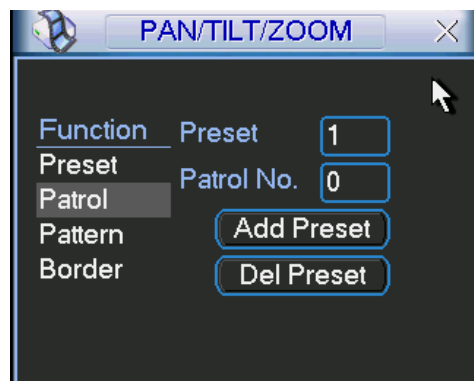 PAN/TILT/ZOOM
Function
Preset
Patrol
Pattern
Border
Preset 1
Patrol No. 0
Add Preset
Del Preset